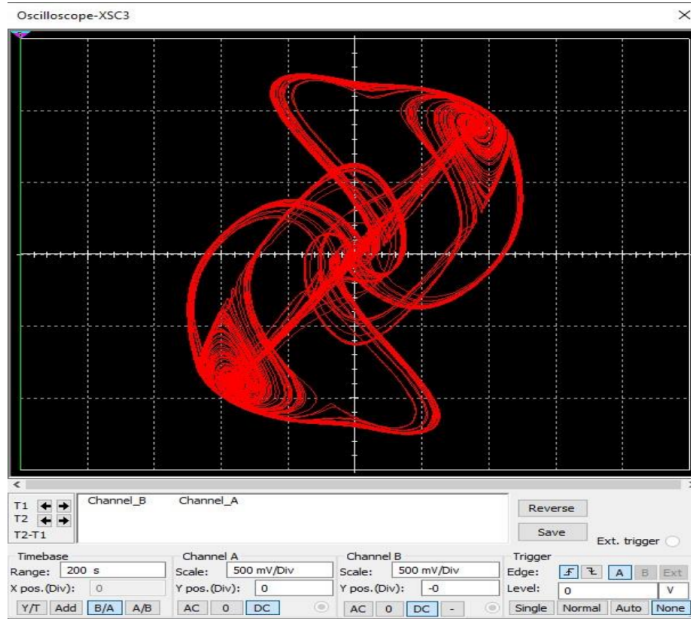 Oscilloscope-XSC3
T1
T2
T2-T1
Channel_B Channel_A
Reverse
Save
Ext. trigger
Timebase
Range: 200 s
X pos.(Div): 0
Y/T Add B/A A/B
Channel A
Scale: 500 mV/Div
Y pos.(Div): 0
AC 0 DC
Channel B
Scale: 500 mV/Div
Y pos.(Div): -0
AC 0 DC -
Trigger
Edge: A B Ext
Level: 0 V
Single Normal Auto None